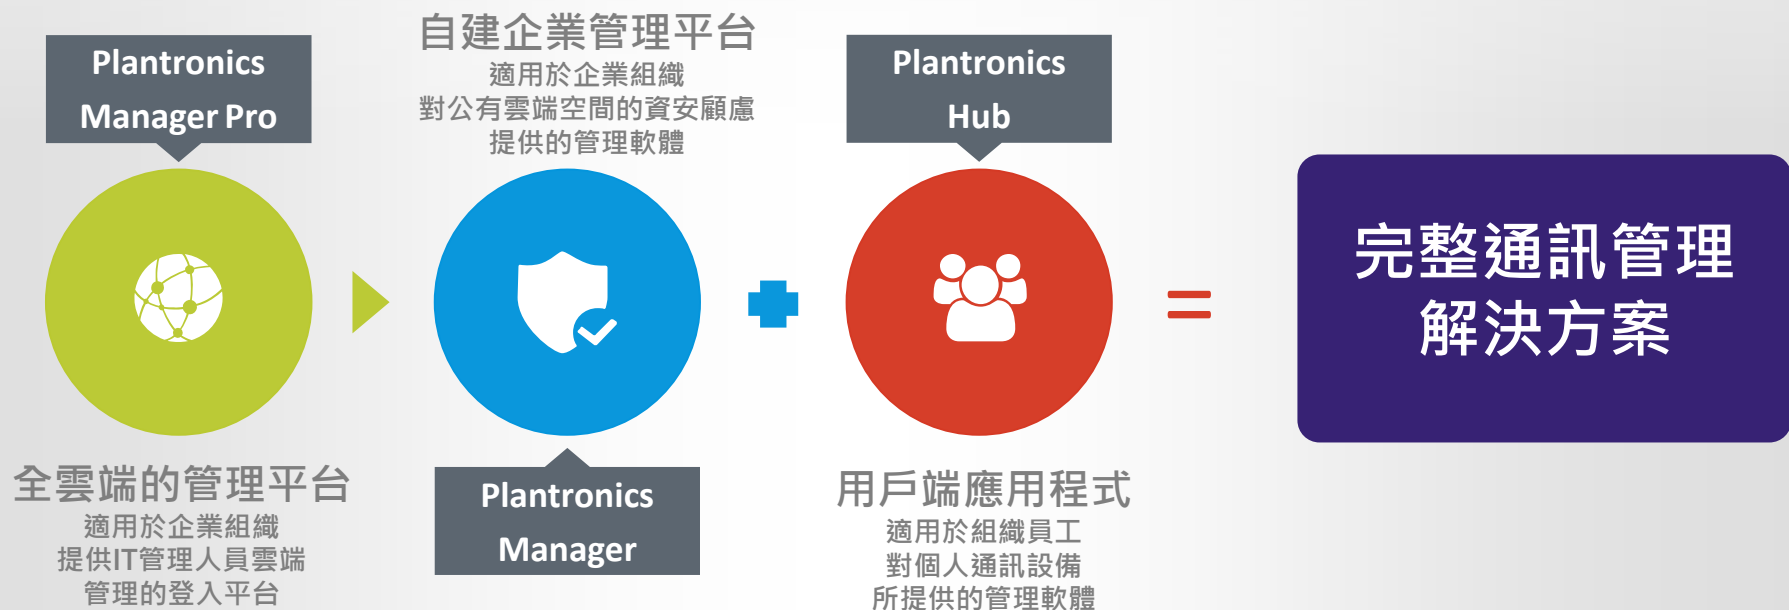 Plantronics
Manager Pro
全雲端的管理平台
適用於企業組織
提供IT管理人員雲端
管理的登入平台
自建企業管理平台
適用於企業組織
對公有雲端空間的資安顧慮
提供的管理軟體
Plantronics
Manager
Plantronics
Hub
用戶端應用程式
適用於組織員工
對個人通訊設備
所提供的管理軟體
=
完整通訊管理
解決方案